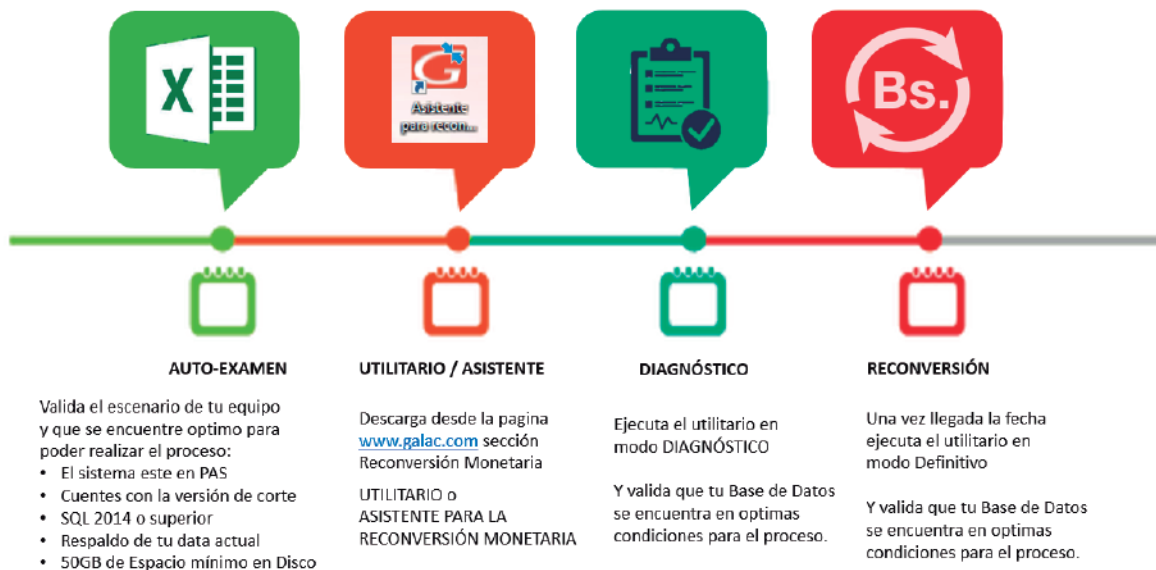 X
G
Asistente
para recon...
Bs.
AUTO-EXAMEN
Valida el escenario de tu equipo
y que se encuentre optimo para
poder realizar el proceso:
• El sistema este en PAS
• Cuentes con la versión de corte
• SQL 2014 o superior
• Respaldo de tu data actual
• 50GB de Espacio mínimo en Disco
UTILITARIO / ASISTENTE
Descarga desde la pagina
www.galac.com sección
Reconversión Monetaria
UTILITARIO o
ASISTENTE PARA LA
RECONVERSIÓN MONETARIA
DIAGNÓSTICO
Ejecuta el utilitario en
modo DIAGNÓSTICO
Y valida que tu Base de Datos
se encuentra en optimas
condiciones para el proceso.
RECONVERSIÓN
Una vez llegada la fecha
ejecuta el utilitario en
modo Definitivo
Y valida que tu Base de Datos
se encuentra en optimas
condiciones para el proceso.